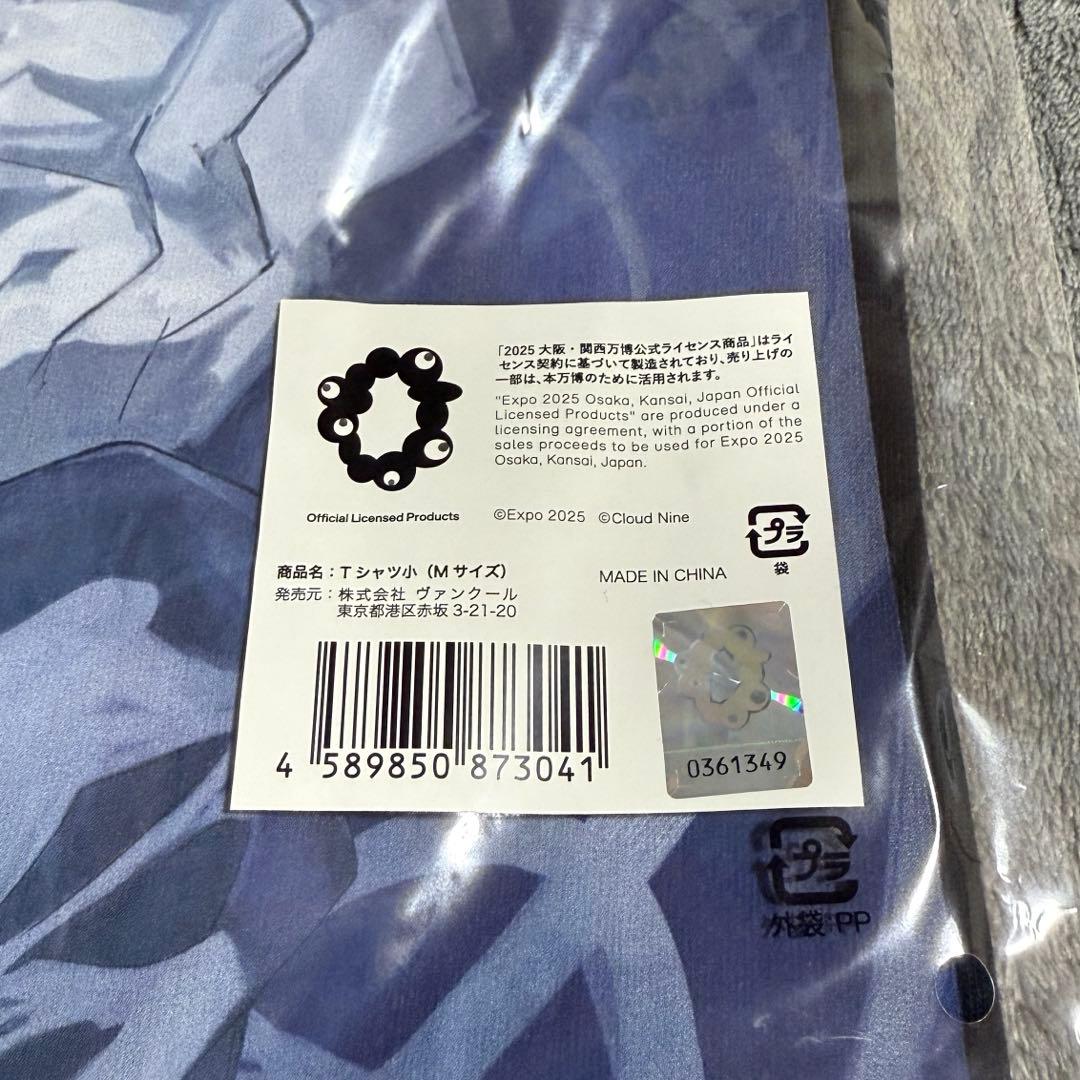 「2025 大阪・関西万博公式ライセンス商品」はライ
センス契約に基づいて製造されており、売り上げの
一部は、本万博のために活用されます。
"Expo 2025 Osaka, Kansai, Japan Official
Licensed Products" are produced under a
licensing agreement, with a portion of the
sales proceeds to be used for Expo 2025
Osaka, Kansai, Japan.
Official Licensed Products
©Expo 2025 ©Cloud Nine
プラ
袋
商品名：Tシャツ小（Mサイズ）
発売元：株式会社 ヴァンクール
東京都港区赤坂 3-21-20
MADE IN CHINA
4 589850 873041
0361349
プラ
外袋:PP